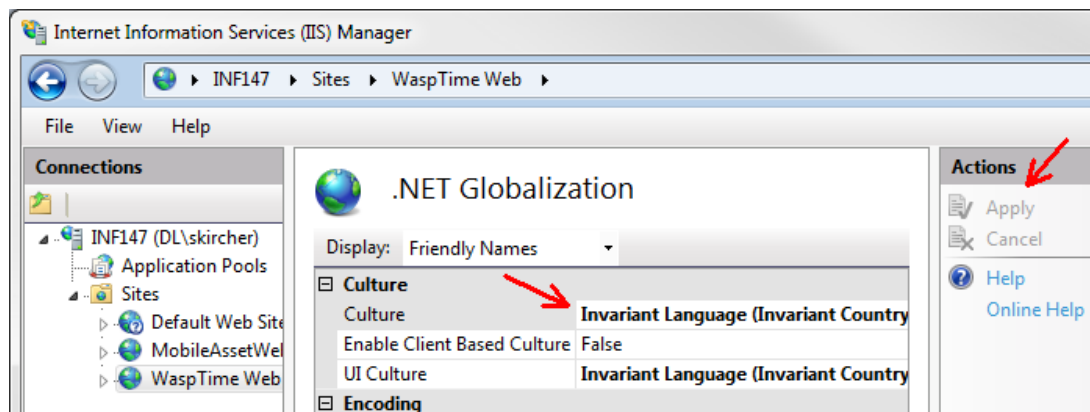 Internet Information Services (IIS) Manager
INF147 Sites WaspTime Web
File View Help
Connections
INF147 (DL\skircher)
Application Pools
Sites
Default Web Site
MobileAssetWel
WaspTime Web
.NET Globalization
Display: Friendly Names
Culture
Culture Invariant Language (Invariant Country
Enable Client Based Culture False
UI Culture Invariant Language (Invariant Country
Encoding
Actions
Apply
Cancel
Help
Online Help